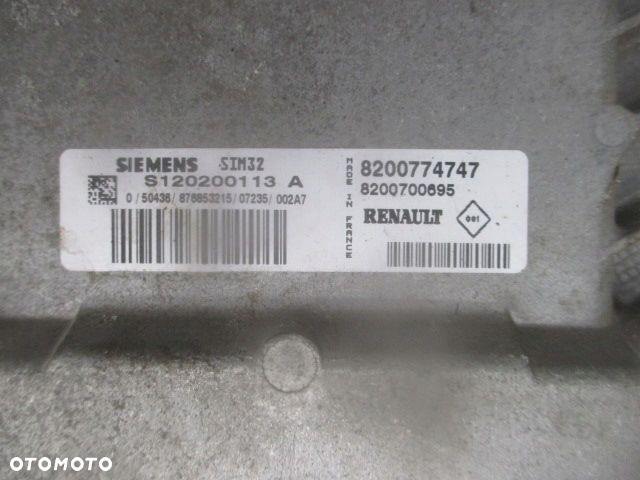 SIEMENS SIM32
S120200113 A
0 / 50436/ 876853215/ 07235/ 002A7
MADE IN FRANCE
8200774747
8200700695
RENAULT
001
OTOMOTO